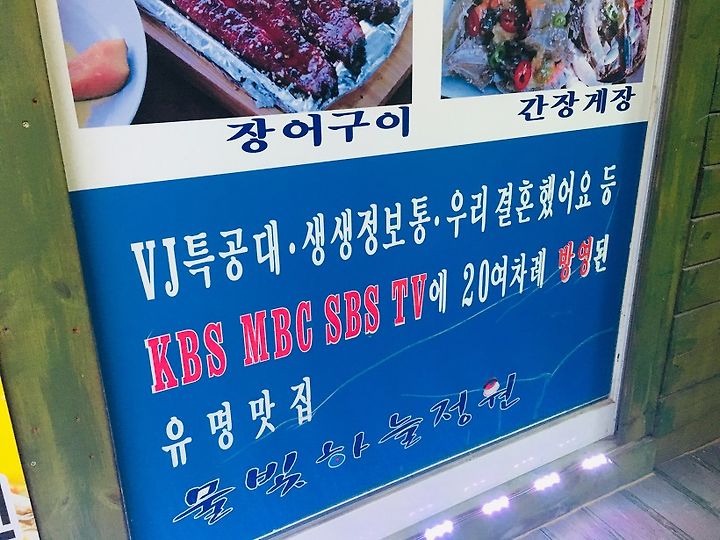 장어구이
간장게장
VJ특공대·생생정보통·우리결혼했어요 등
KBS MBC SBS TV에 20여차례 방영된
유명맛집
물빛하늘정원